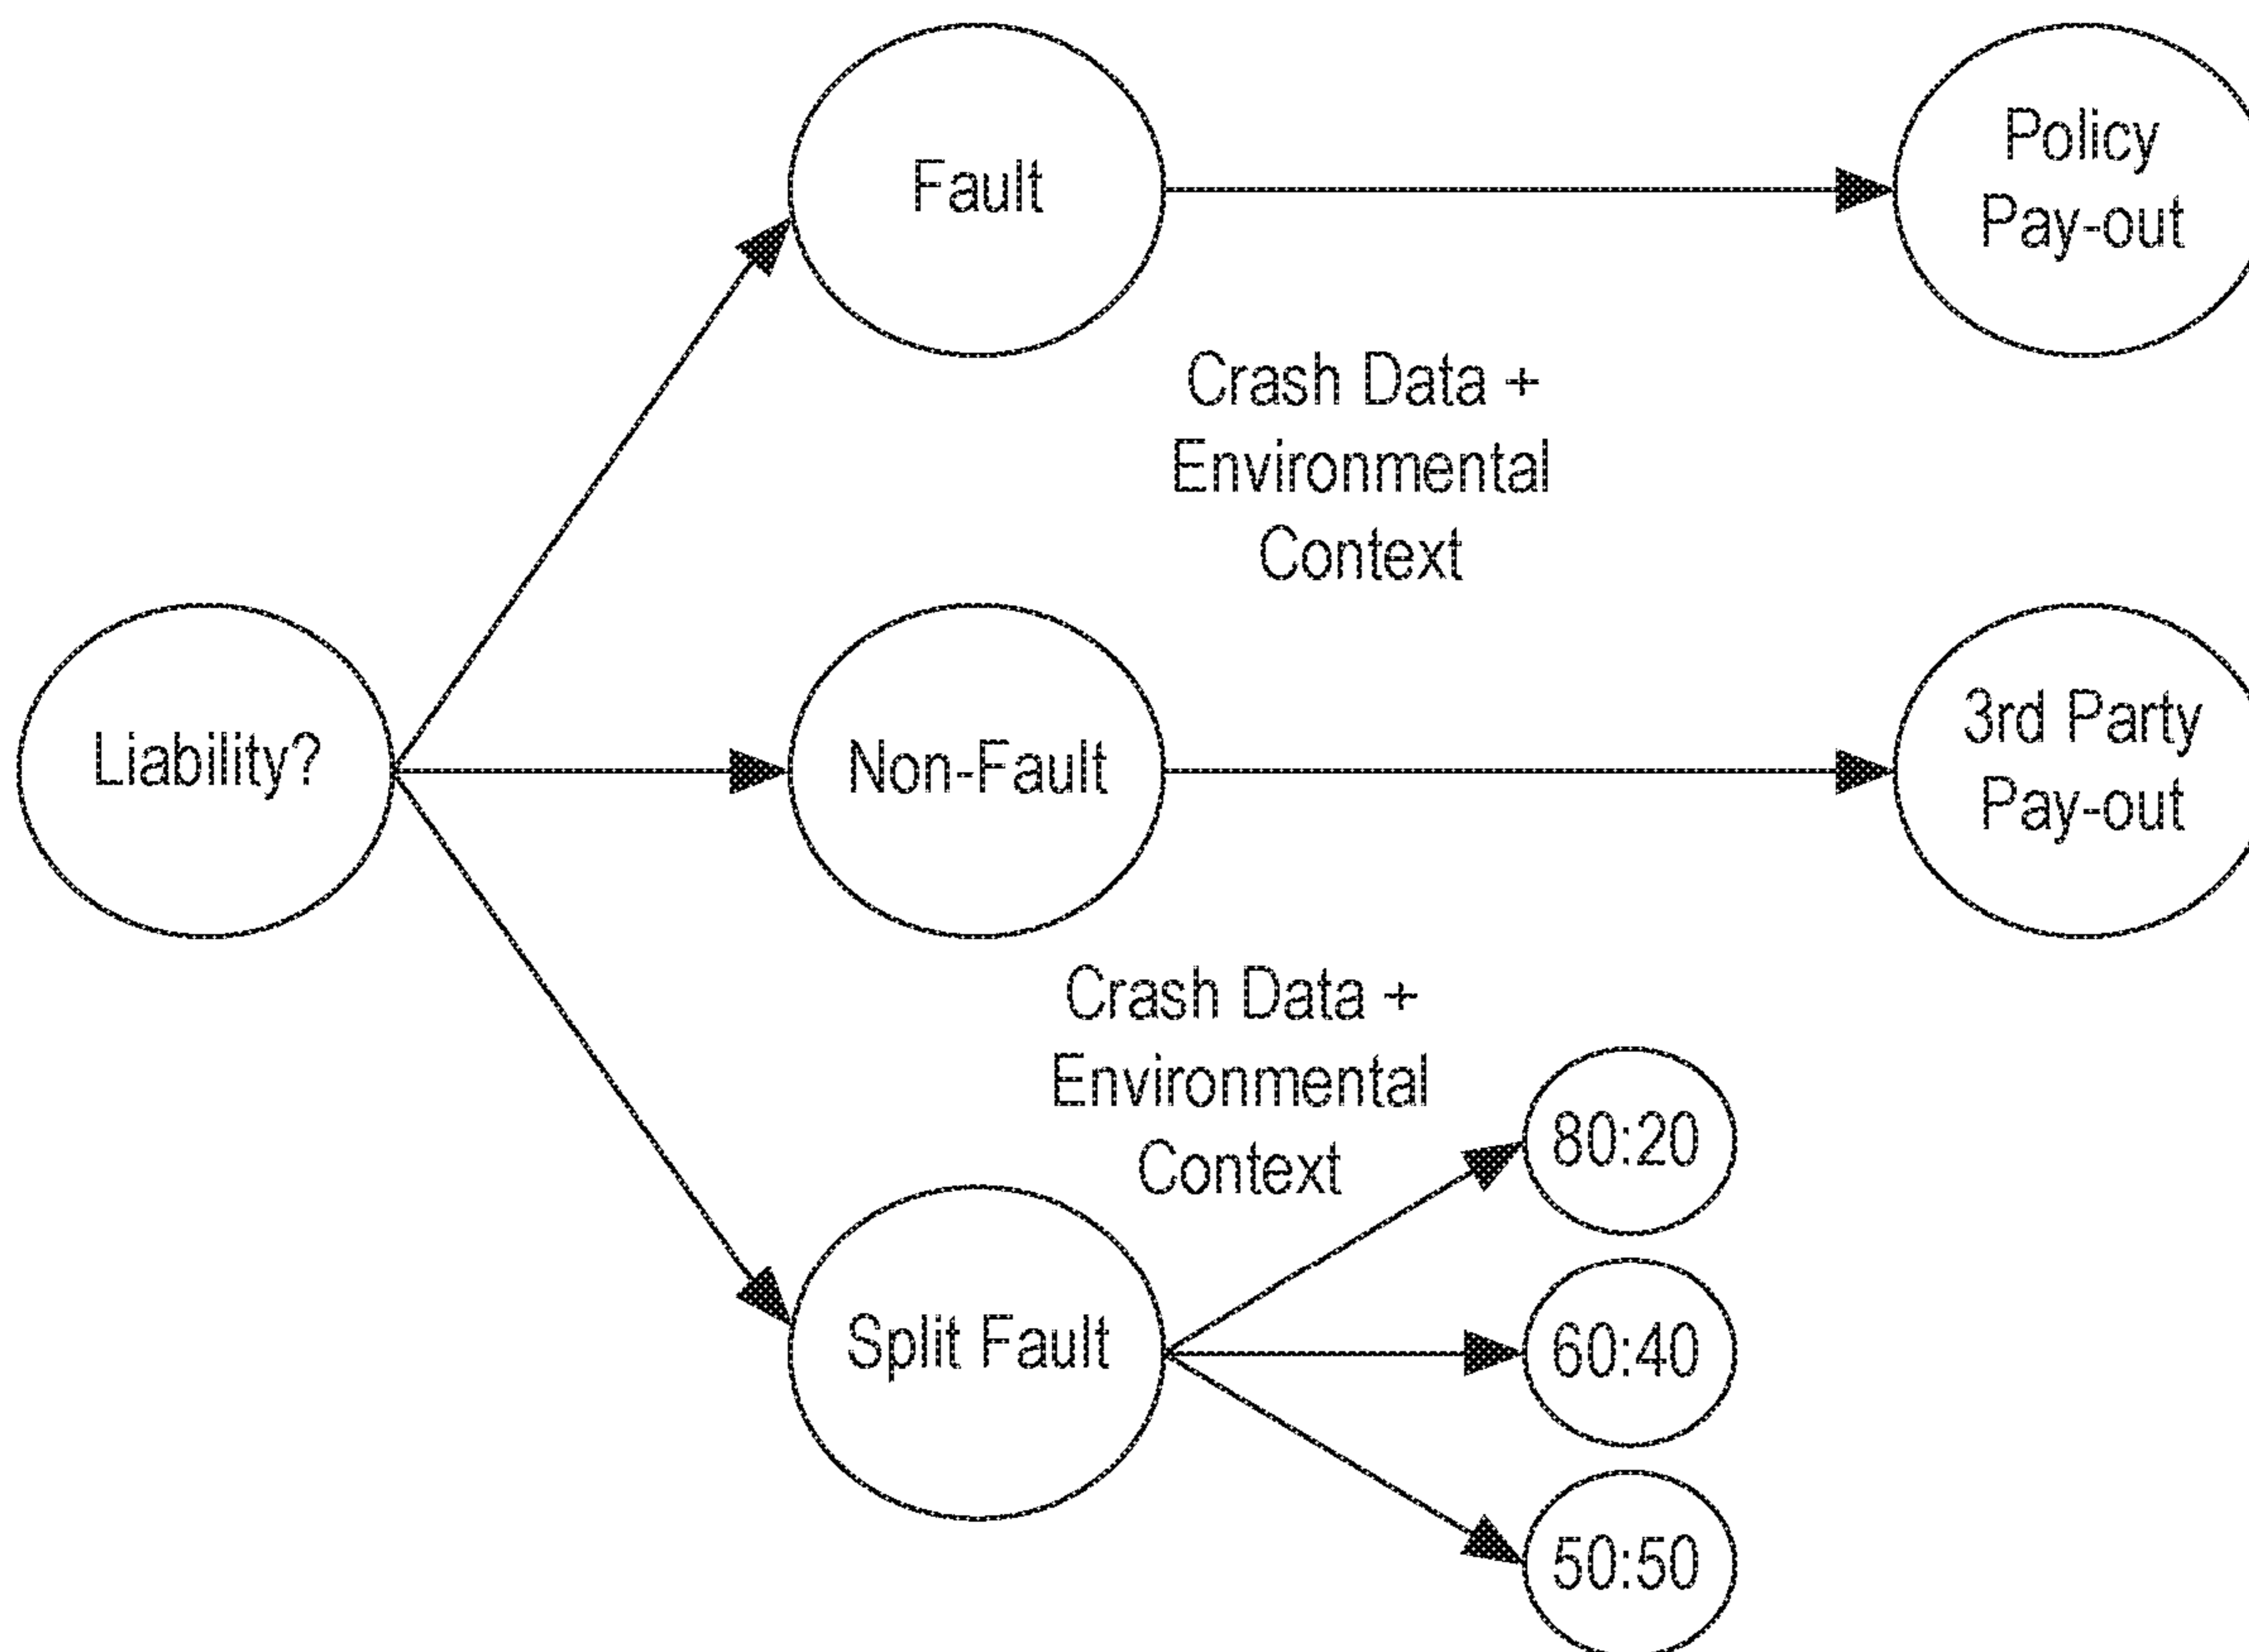 Fault
Policy
Pay-out
Crash Data +
Environmental
Context
Liability?
Non-Fault
3rd Party
Pay-out
Crash Data +
Environmental
Context
80:20
Split Fault
60:40
50:50